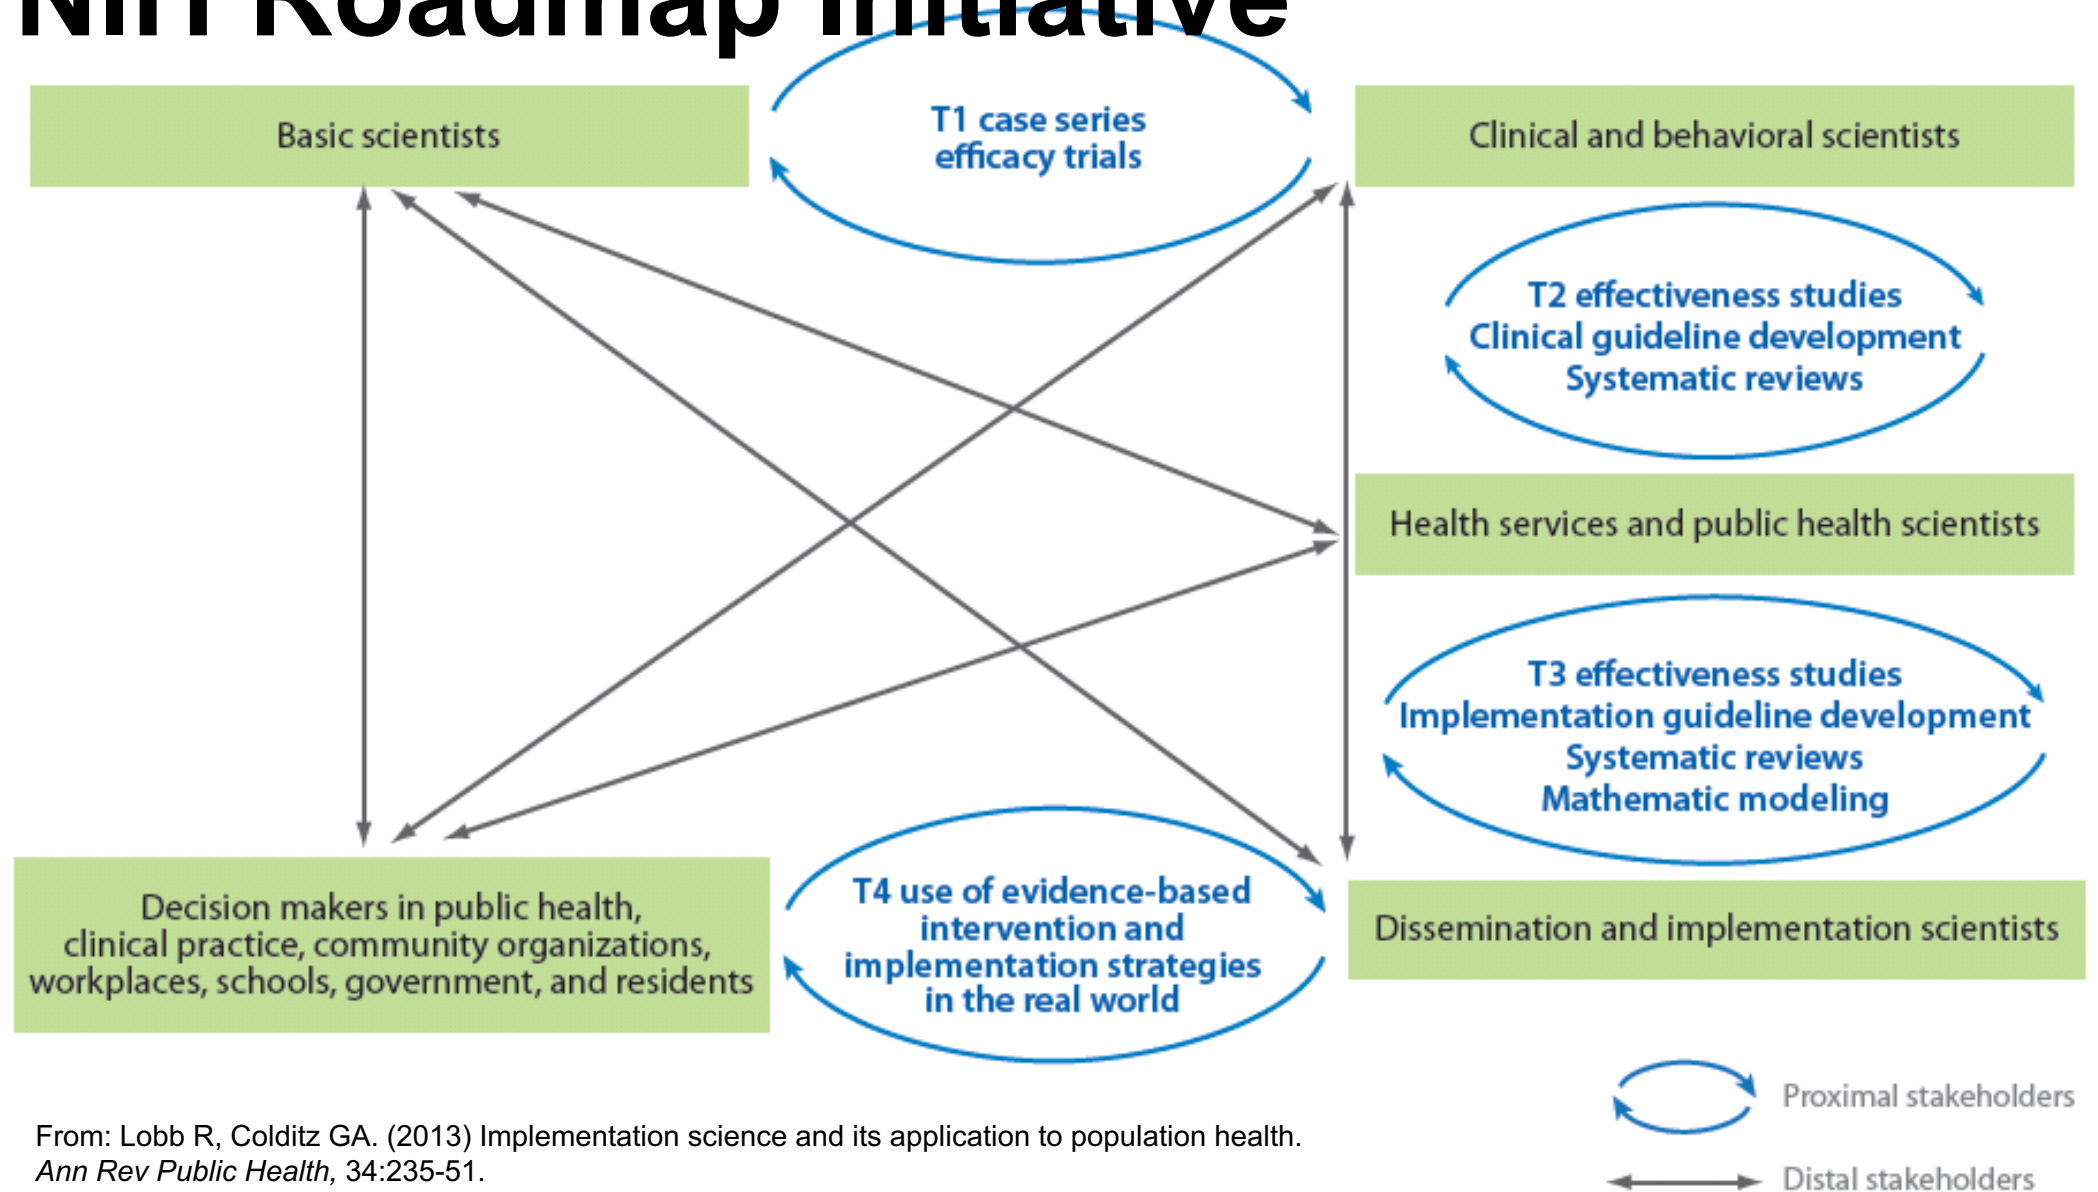 NIH Roadmap Initiative
Basic scientists
T1 case series
efficacy trials
Clinical and behavioral scientists
T2 effectiveness studies
Clinical guideline development
Systematic reviews
Health services and public health scientists
T3 effectiveness studies
Implementation guideline development
Systematic reviews
Mathematic modeling
Decision makers in public health,
clinical practice, community organizations,
workplaces, schools, government, and residents
T4 use of evidence-based
intervention and
implementation strategies
in the real world
Dissemination and implementation scientists
Proximal stakeholders
Distal stakeholders
From: Lobb R, Colditz GA. (2013) Implementation science and its application to population health.
Ann Rev Public Health, 34:235-51.